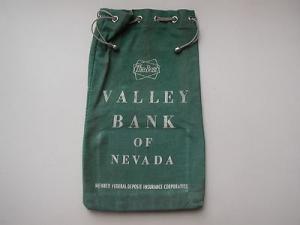 VALLEY
BANK
OF
NEVADA
MEMBER FEDERAL DEPOSIT INSURANCE CORPORATION